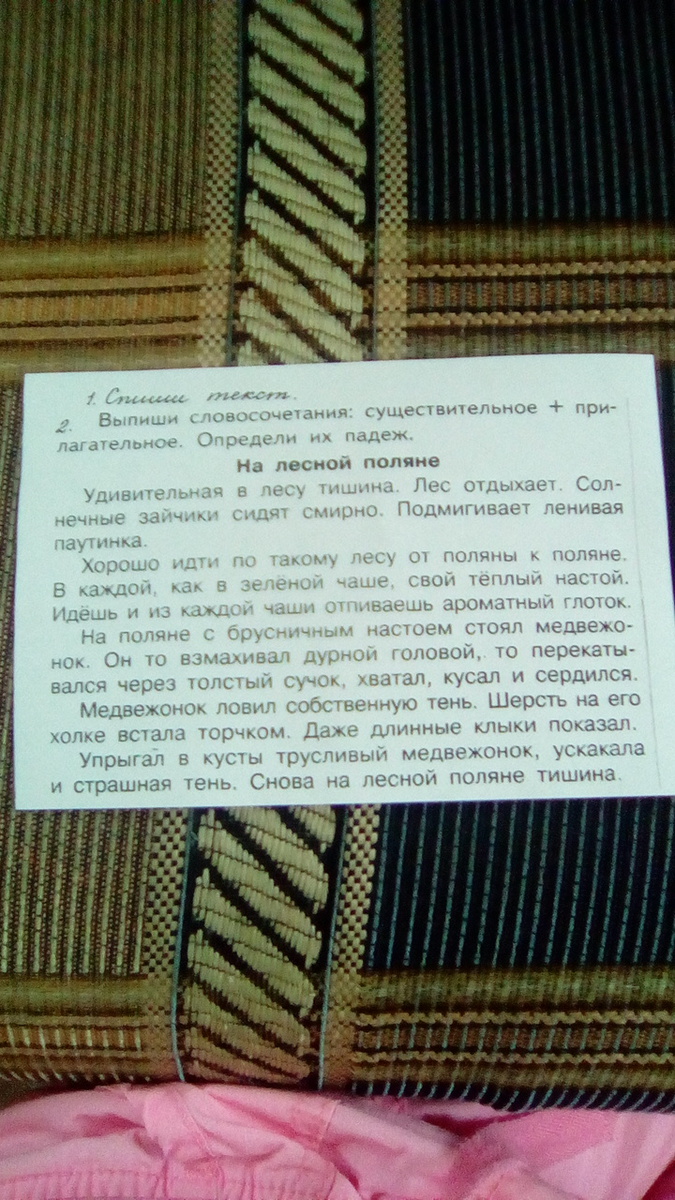 1. Спиши текст.
2. Выпиши словосочетания: существительное + при-
лагательное. Определи их падеж.
На лесной поляне
Удивительная в лесу тишина. Лес отдыхает. Сол-
нечные зайчики сидят смирно. Подмигивает ленивая
паутинка.
Хорошо идти по такому лесу от поляны к поляне.
В каждой, как в зелёной чаше, свой тёплый настой.
Идёшь и из каждой чаши отпиваешь ароматный глоток.
На поляне с брусничным настоем стоял медвежо-
нок. Он то взмахивал дурной головой, то перекаты-
вался через толстый сучок, хватал, кусал и сердился.
Медвежонок ловил собственную тень. Шерсть на его
холке встала торчком. Даже длинные клыки показал.
Упрыгал в кусты трусливый медвежонок, ускакала
и страшная тень. Снова на лесной поляне тишина.